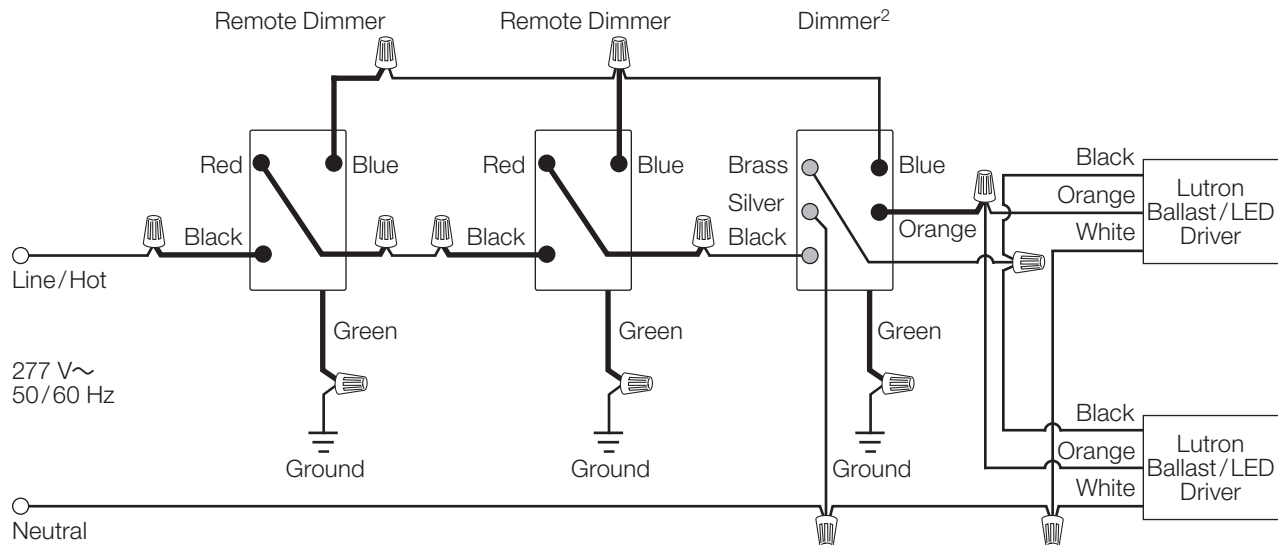 Remote Dimmer
Remote Dimmer
Dimmer2
Red
Blue
Black
Red
Blue
Black
Brass
Silver
Black
Blue
Orange
Black
Orange
White
Lutron
Ballast/LED
Driver
Line/Hot
Green
Green
Green
277 V~
50/60 Hz
Ground
Ground
Ground
Black
Orange
White
Lutron
Ballast/LED
Driver
Neutral